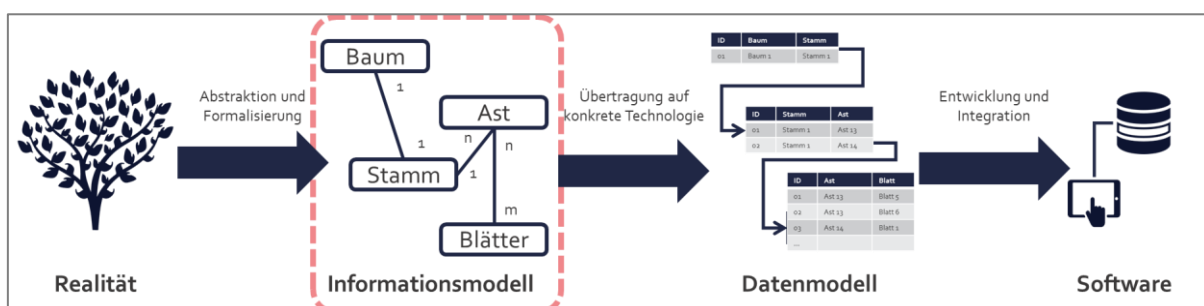 Abstraktion und
Formalisierung
Baum
1
1
Stamm
Ast
n
1
n
m
Blätter
Übertragung auf
konkrete Technologie
ID Baum Stamm
01 Baum 1 Stamm 1
ID Stamm Ast
01 Stamm 1 Ast 13
02 Stamm 1 Ast 14
ID Ast Blatt
01 Ast 13 Blatt 5
02 Ast 13 Blatt 6
03 Ast 14 Blatt 1
...
Entwicklung und
Integration
Realität
Informationsmodell
Datenmodell
Software